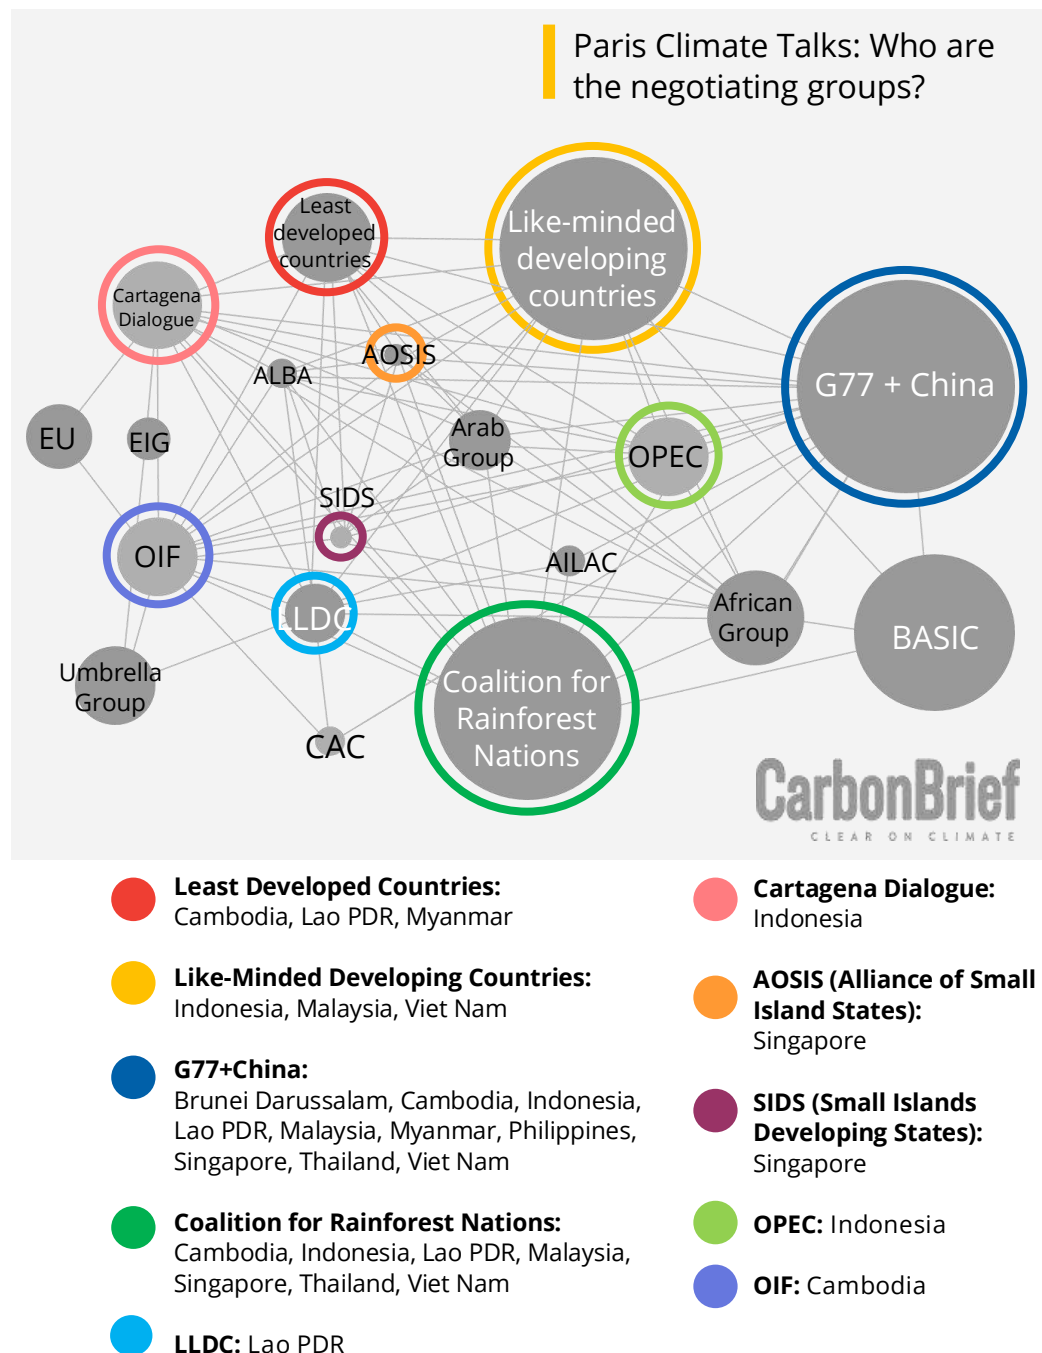 Paris Climate Talks: Who are
the negotiating groups?
Least
developed
countries
Like-minded
developing
countries
Cartagena
Dialogue
AOSIS
ALBA
G77 + China
EU
EIG
Arab
Group
OPEC
SIDS
OIF
AILAC
LLDC
African
Group
BASIC
Umbrella
Group
Coalition for
Rainforest
Nations
CAC
CarbonBrief
CLEAR ON CLIMATE
Least Developed Countries:
Cambodia, Lao PDR, Myanmar
Like-Minded Developing Countries:
Indonesia, Malaysia, Viet Nam
G77+China:
Brunei Darussalam, Cambodia, Indonesia,
Lao PDR, Malaysia, Myanmar, Philippines,
Singapore, Thailand, Viet Nam
Coalition for Rainforest Nations:
Cambodia, Indonesia, Lao PDR, Malaysia,
Singapore, Thailand, Viet Nam
LLDC: Lao PDR
Cartagena Dialogue:
Indonesia
AOSIS (Alliance of Small
Island States):
Singapore
SIDS (Small Islands
Developing States):
Singapore
OPEC: Indonesia
OIF: Cambodia